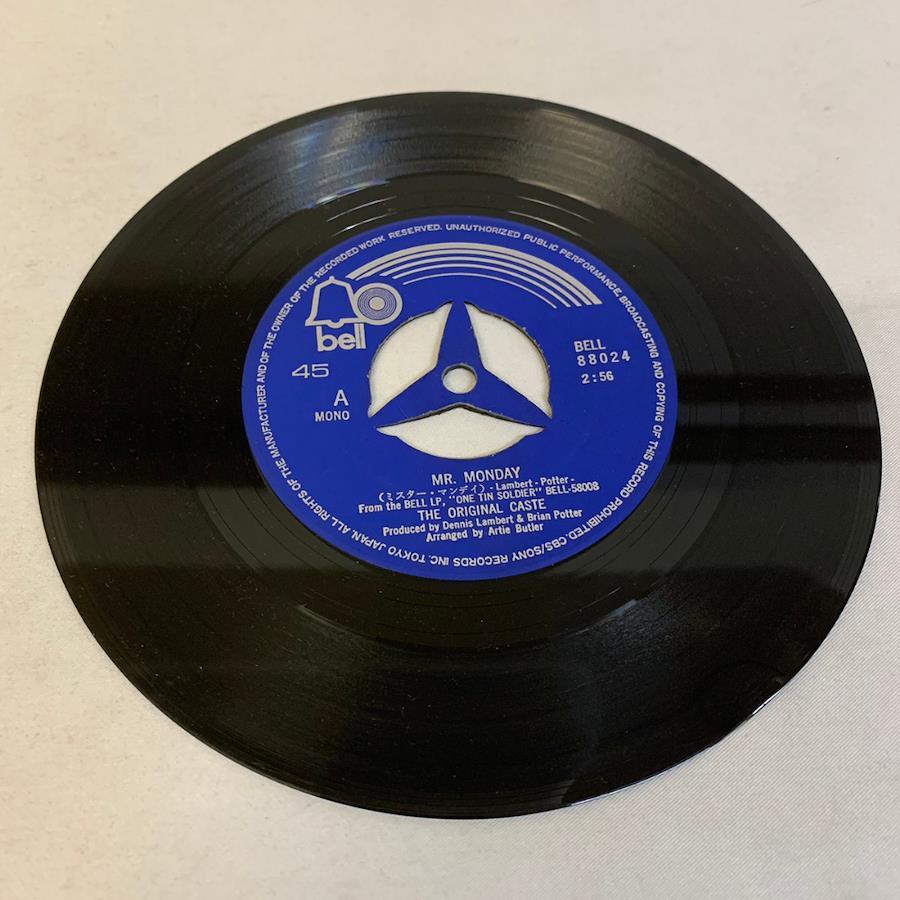 ALL RIGHTS OF THE MANUFACTURER AND OF THE OWNER OF THE RECORDED WORK RESERVED. UNAUTHORIZED PUBLIC PERFORMANCE, BROADCASTING AND COPYING OF THIS RECORD PROHIBITED. CBS/SONY RECORDS INC. TOKYO JAPAN.
bell
45
A
MONO
BELL
88024
2:56
MR. MONDAY
(ミスター・マンデイ) - Lambert - Potter -
From the BELL LP, "ONE TIN SOLDIER" BELL-58008
THE ORIGINAL CASTE
Produced by Dennis Lambert & Brian Potter
Arranged by Artie Butler